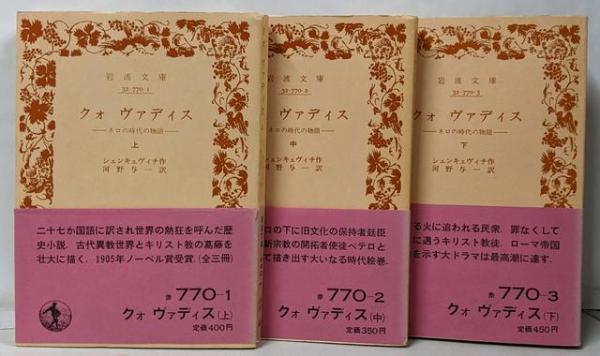 岩波文庫
32-770-1
クォ ヴァディス
—ネロの時代の物語—
上
シェンキェヴィチ作
河野与一訳
二十七か国語に訳され世界の熱狂を呼んだ歴
史小説．古代異教世界とキリスト教の葛藤を
壮大に描く．1905年ノーベル賞受賞．（全三冊）
赤 770-1
クォ ヴァディス（上）
定価400円
岩波文庫
32-770-2
クォ ヴァディス
—ネロの時代の物語—
中
シェンキェヴィチ作
河野与一訳
ロの下に旧文化の保持者廷臣
新宗教の開拓者使徒ペテロと
て描き出す大いなる時代絵巻．
赤 770-2
クォ ヴァディス（中）
定価350円
岩波文庫
32-770-3
クォ ヴァディス
—ネロの時代の物語—
下
シェンキェヴィチ作
河野与一訳
る火に追われる民衆．罪なくして
に遇うキリスト教徒．ローマ帝国
を示す大ドラマは最高潮に達す．
赤 770-3
クォ ヴァディス（下）
定価450円